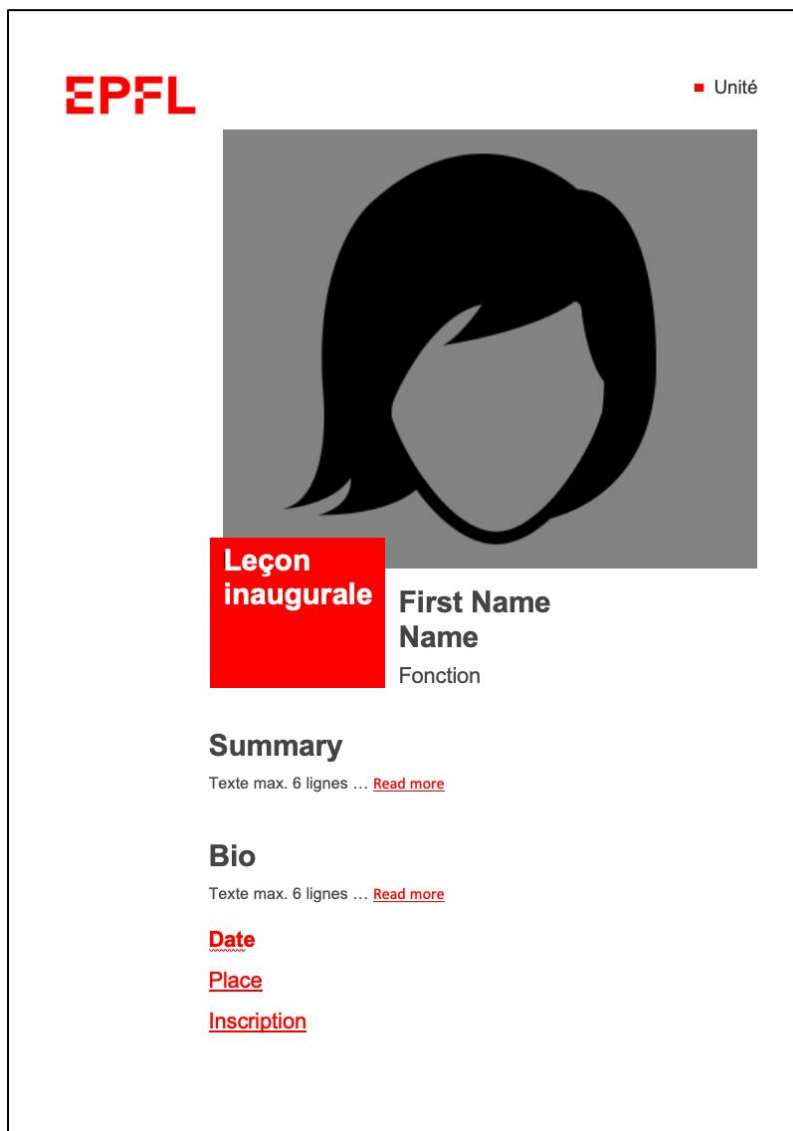 EPFL
Unité
Leçon
inaugurale
First Name
Name
Fonction
Summary
Texte max. 6 lignes … Read more
Bio
Texte max. 6 lignes … Read more
Date
Place
Inscription